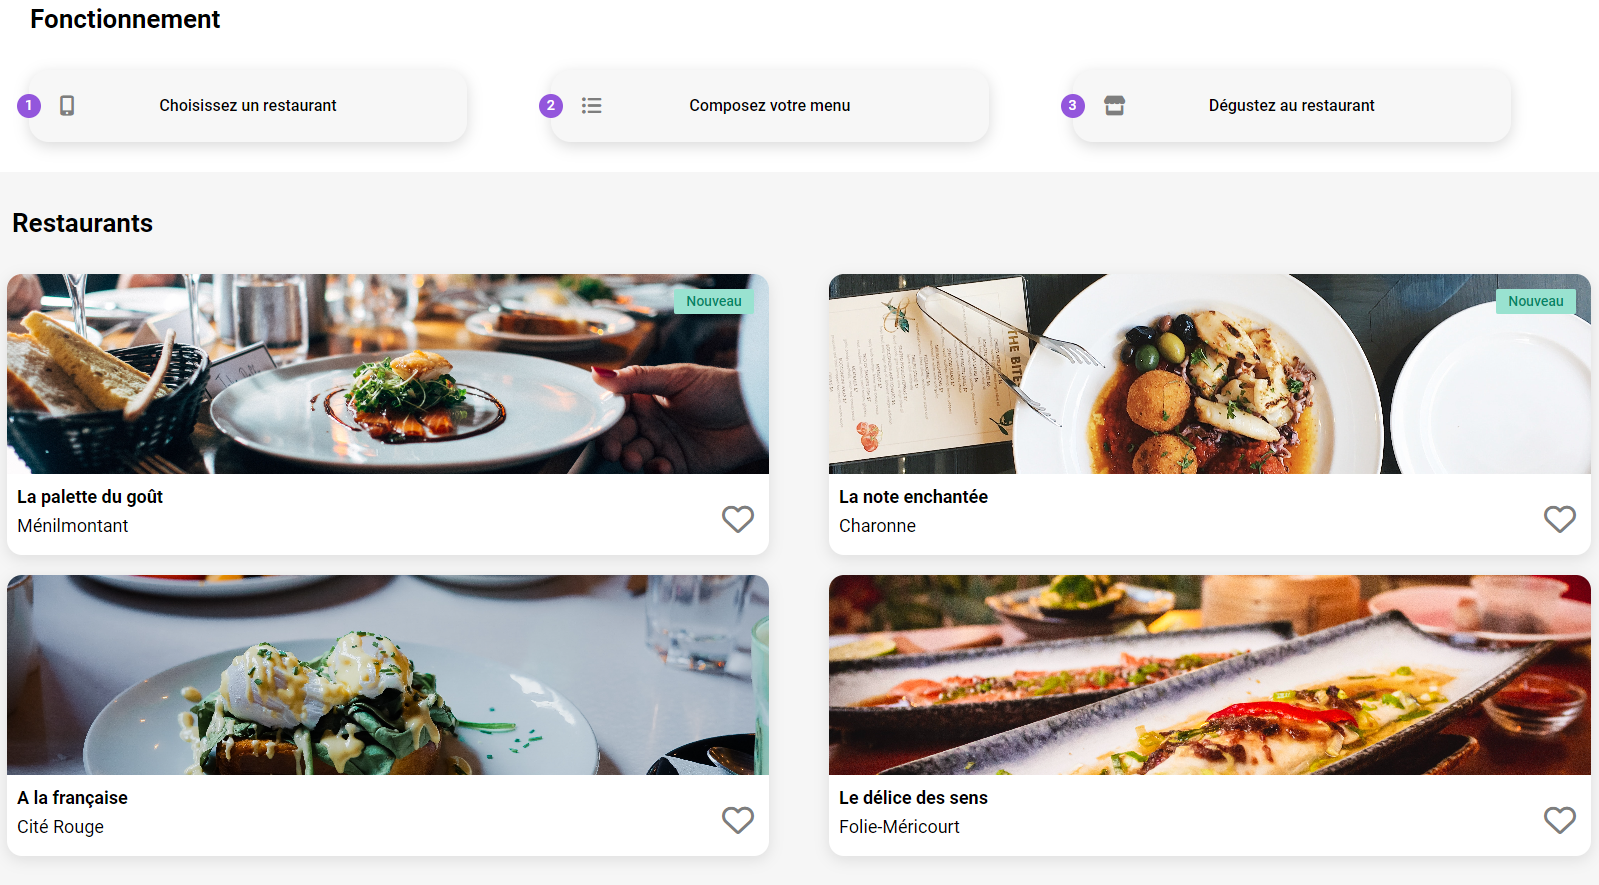 Fonctionnement
1 Choisissez un restaurant
2 Composez votre menu
3 Dégustez au restaurant
Restaurants
Nouveau
La palette du goût
Ménilmontant
THE BITE
Nouveau
La note enchantée
Charonne
A la française
Cité Rouge
Le délice des sens
Folie-Méricourt